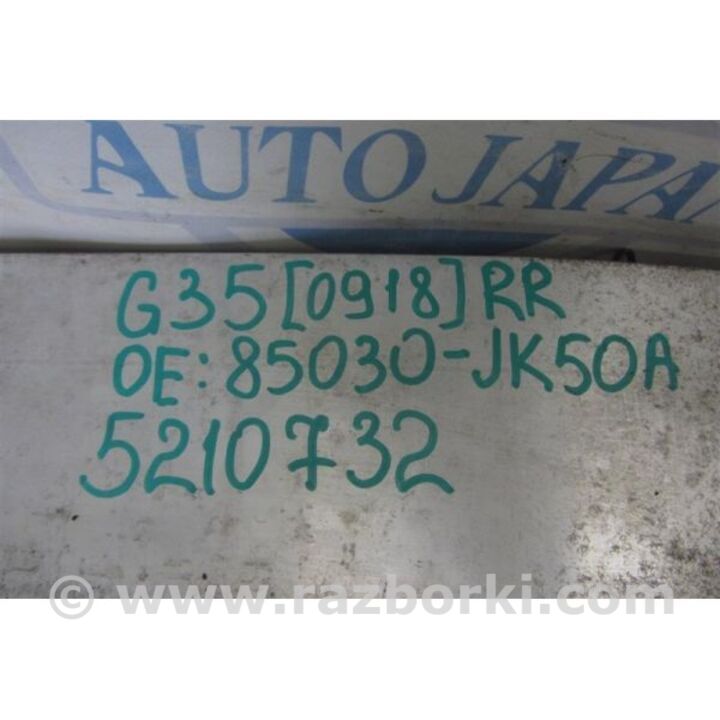 AUTO JAPAN
G35[0918]RR
OE:85030-JK50A
5210732
© www.razborki.com